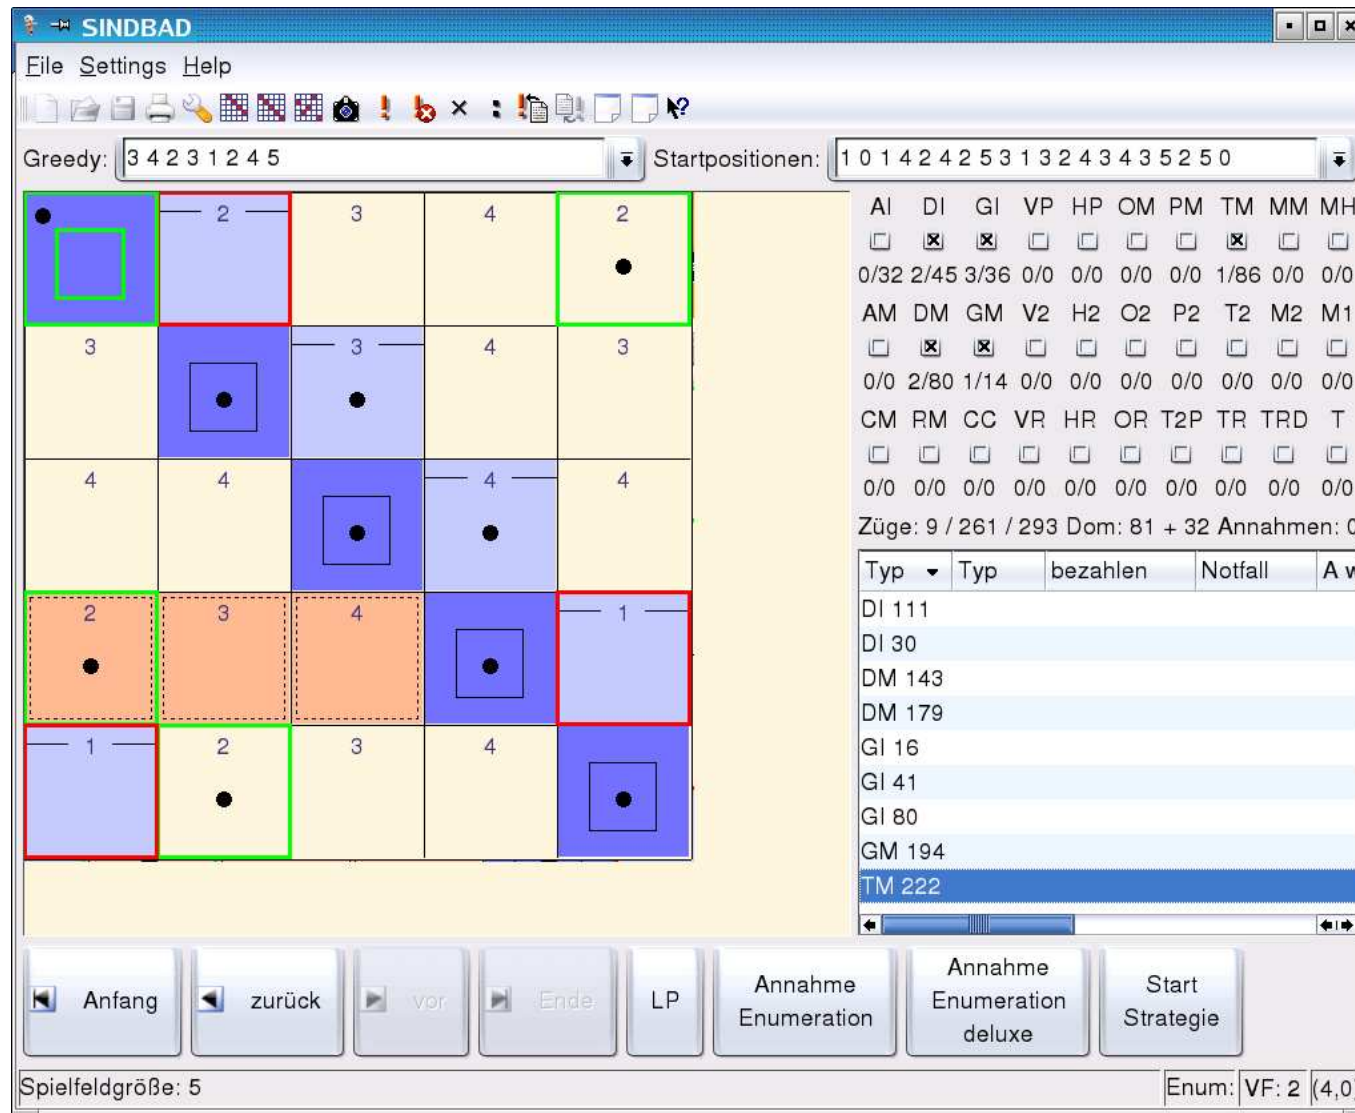 SINDBAD
File Settings Help
Greedy: 3 4 2 3 1 2 4 5 Startpositionen: 1 0 1 4 2 4 2 5 3 1 3 2 4 3 4 3 5 2 5 0
2 3 4 2
3 3 4 3
4 4 4 4
2 3 4 1
1 2 3 4
AI DI GI VP HP OM PM TM MM MH
0/32 2/45 3/36 0/0 0/0 0/0 0/0 1/86 0/0 0/0
AM DM GM V2 H2 O2 P2 T2 M2 M1
0/0 2/80 1/14 0/0 0/0 0/0 0/0 0/0 0/0 0/0
CM RM CC VR HR OR T2P TR TRD T
0/0 0/0 0/0 0/0 0/0 0/0 0/0 0/0 0/0 0/0
Züge: 9 / 261 / 293 Dom: 81 + 32 Annahmen: 0
Typ Typ bezahlen Notfall A w
DI 111
DI 30
DM 143
DM 179
GI 16
GI 41
GI 80
GM 194
TM 222
Anfang zurück vor Ende LP
Annahme
Enumeration
Annahme
Enumeration
deluxe
Start
Strategie
Spielfeldgröße: 5 Enum: VF: 2 (4,0